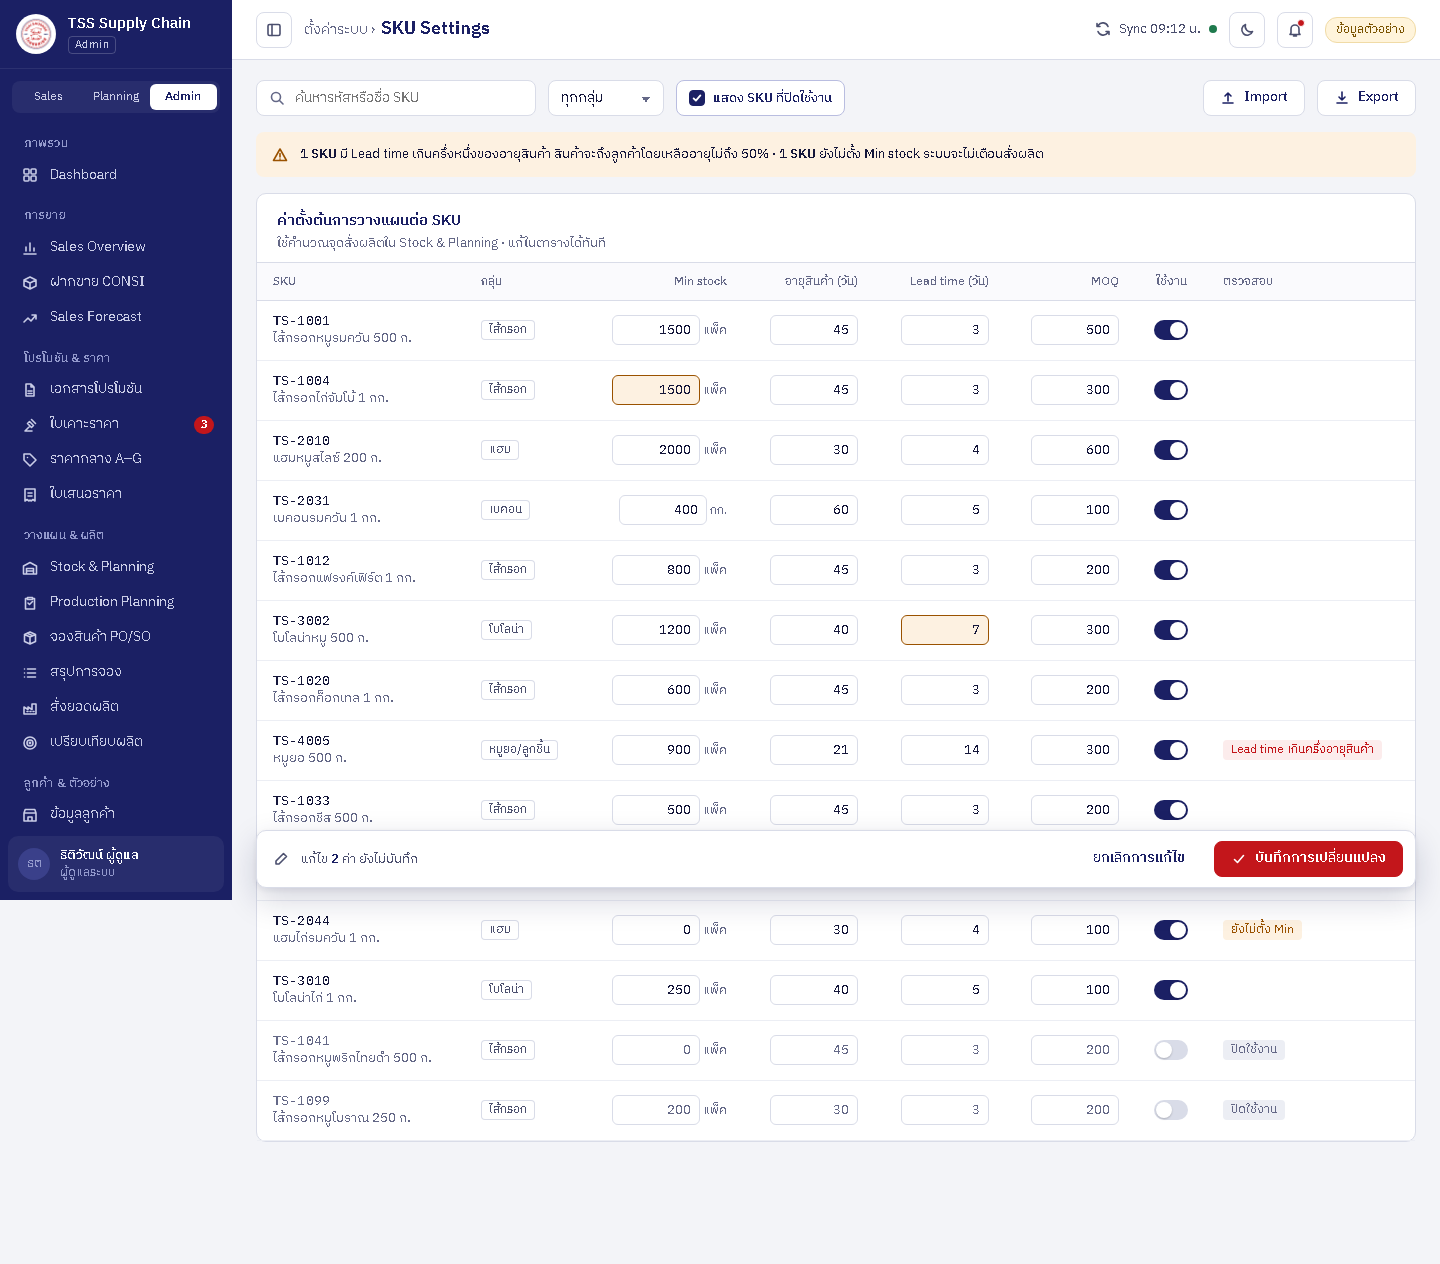 TSS Supply Chain
Admin
Sales Planning Admin
ภาพรวม
Dashboard
การขาย
Sales Overview
ฝากขาย CONSI
Sales Forecast
โปรโมชัน & ราคา
เอกสารโปรโมชัน
ใบเคาะราคา 3
ราคากลาง A–G
ใบเสนอราคา
วางแผน & ผลิต
Stock & Planning
Production Planning
จองสินค้า PO/SO
สรุปการจอง
สั่งยอดผลิต
เปรียบเทียบผลิต
ลูกค้า & ตัวอย่าง
ข้อมูลลูกค้า
ธต
ธิติวัฒน์ ผู้ดูแล
ผู้ดูแลระบบ
ตั้งค่าระบบ › SKU Settings
Sync 09:12 น.
ข้อมูลตัวอย่าง
ค้นหารหัสหรือชื่อ SKU
ทุกกลุ่ม
แสดง SKU ที่ปิดใช้งาน
Import
Export
1 SKU มี Lead time เกินครึ่งหนึ่งของอายุสินค้า สินค้าจะถึงลูกค้าโดยเหลืออายุไม่ถึง 50% · 1 SKU ยังไม่ตั้ง Min stock ระบบจะไม่เตือนสั่งผลิต
ค่าตั้งต้นการวางแผนต่อ SKU
ใช้คำนวณจุดสั่งผลิตใน Stock & Planning · แก้ในตารางได้ทันที
SKU กลุ่ม Min stock อายุสินค้า (วัน) Lead time (วัน) MOQ ใช้งาน ตรวจสอบ
TS-1001
ไส้กรอกหมูรมควัน 500 ก. ไส้กรอก 1500 แพ็ค 45 3 500
TS-1004
ไส้กรอกไก่จัมโบ้ 1 กก. ไส้กรอก 1500 แพ็ค 45 3 300
TS-2010
แฮมหมูสไลซ์ 200 ก. แฮม 2000 แพ็ค 30 4 600
TS-2031
เบคอนรมควัน 1 กก. เบคอน 400 กก. 60 5 100
TS-1012
ไส้กรอกแฟรงค์เฟิร์ต 1 กก. ไส้กรอก 800 แพ็ค 45 3 200
TS-3002
โบโลน่าหมู 500 ก. โบโลน่า 1200 แพ็ค 40 7 300
TS-1020
ไส้กรอกค็อกเทล 1 กก. ไส้กรอก 600 แพ็ค 45 3 200
TS-4005
หมูยอ 500 ก. หมูยอ/ลูกชิ้น 900 แพ็ค 21 14 300 Lead time เกินครึ่งอายุสินค้า
TS-1033
ไส้กรอกชีส 500 ก. ไส้กรอก 500 แพ็ค 45 3 200
แก้ไข 2 ค่า ยังไม่บันทึก
ยกเลิกการแก้ไข
บันทึกการเปลี่ยนแปลง
TS-2044
แฮมไก่รมควัน 1 กก. แฮม 0 แพ็ค 30 4 100 ยังไม่ตั้ง Min
TS-3010
โบโลน่าไก่ 1 กก. โบโลน่า 250 แพ็ค 40 5 100
TS-1041
ไส้กรอกหมูพริกไทยดำ 500 ก. ไส้กรอก 0 แพ็ค 45 3 200 ปิดใช้งาน
TS-1099
ไส้กรอกหมูโบราณ 250 ก. ไส้กรอก 200 แพ็ค 30 3 200 ปิดใช้งาน